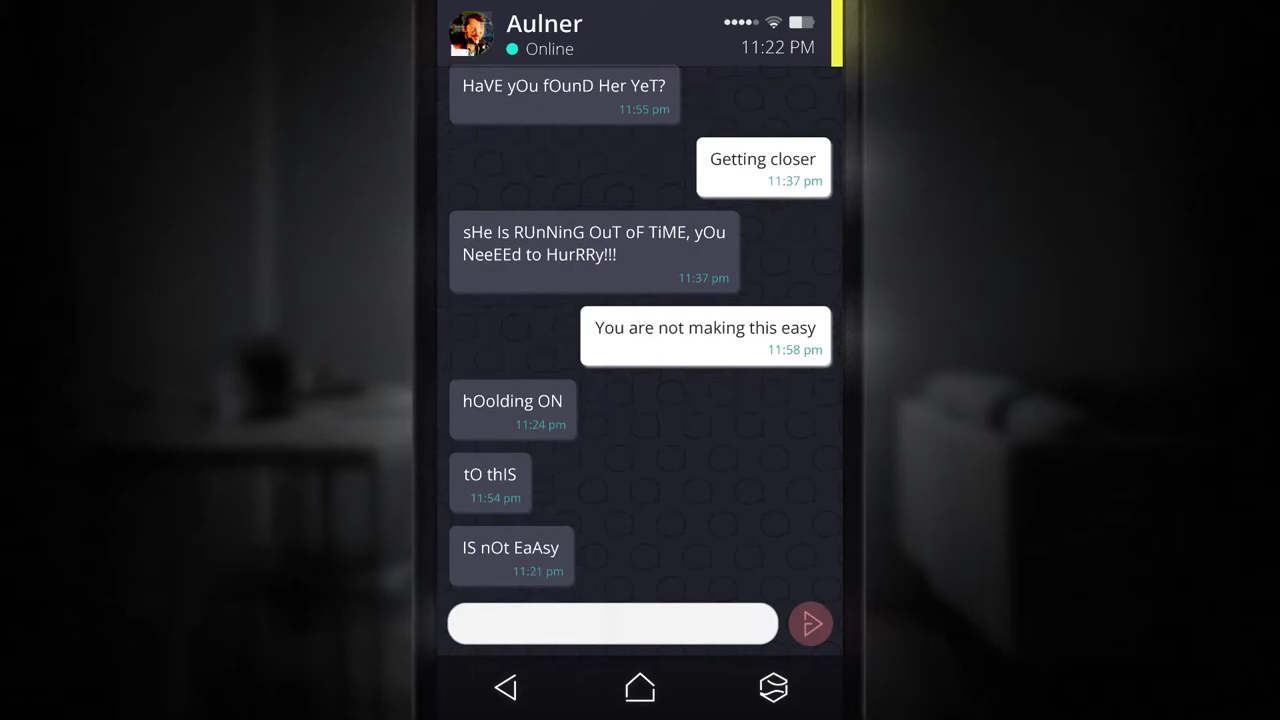 Aulner
Online
11:22 PM
HaVE yOu fOunD Her YeT?
11:55 pm
Getting closer
11:37 pm
sHe Is RUnNinG OuT oF TiME, yOu
NeeEEd to HurRRy!!!
11:37 pm
You are not making this easy
11:58 pm
hOolding ON
11:24 pm
tO thIS
11:54 pm
IS nOt EaAsy
11:21 pm